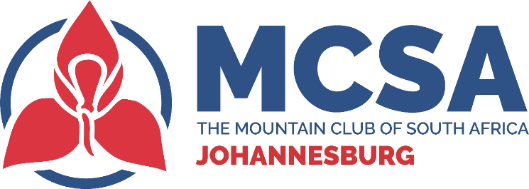 MCSA
THE MOUNTAIN CLUB OF SOUTH AFRICA
JOHANNESBURG